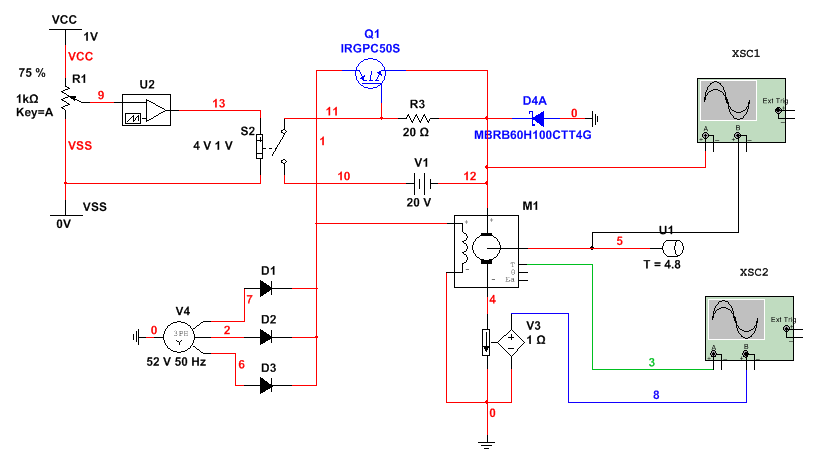 VCC
1V
VCC
75 %
R1
1kΩ
Key=A
9
U2
13
VSS
VSS
0V
S2
4 V 1 V
Q1
IRGPC50S
11
1
R3
20 Ω
D4A
0
MBRB60H100CTT4G
10
V1
20 V
12
XSC1
Ext Trig
+
-
A
B
+
-
+
-
M1
+
+
-
-
T
θ
Ба
5
U1
T = 4.8
D1
7
V4
0
3PH
Y
2
D2
52 V 50 Hz
6
D3
4
V3
1 Ω
+
-
0
3
8
XSC2
Ext Trig
+
-
A
B
+
-
+
-